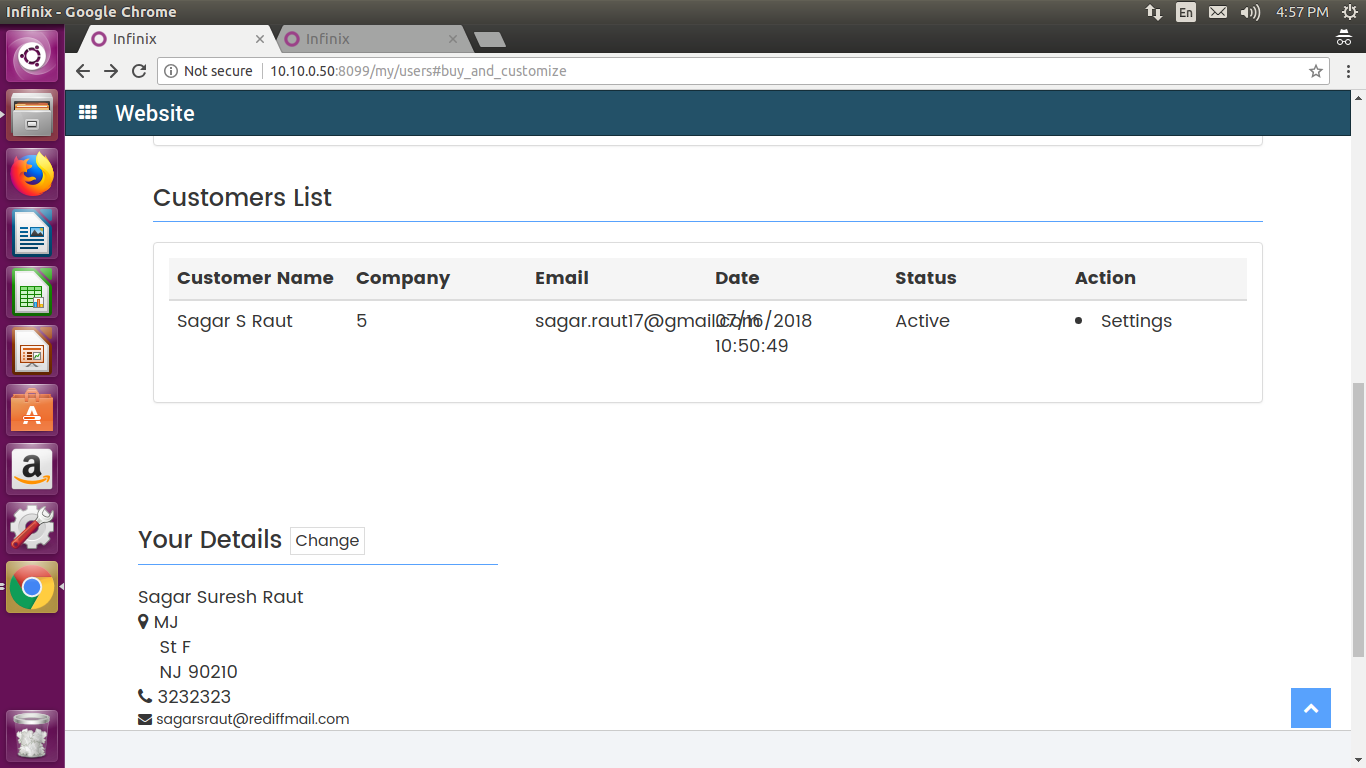 Infinix - Google Chrome
En
4:57 PM
Infinix
Infinix
Not secure
10.10.0.50:8099/my/users#buy_and_customize
Website
Customers List
Customer Name Company Email Date Status Action
Sagar S Raut 5 sagar.raut17@gmail.com 07/16/2018 Active Settings
10:50:49
Your Details Change
Sagar Suresh Raut
MJ
St F
NJ 90210
3232323
sagarsraut@rediffmail.com